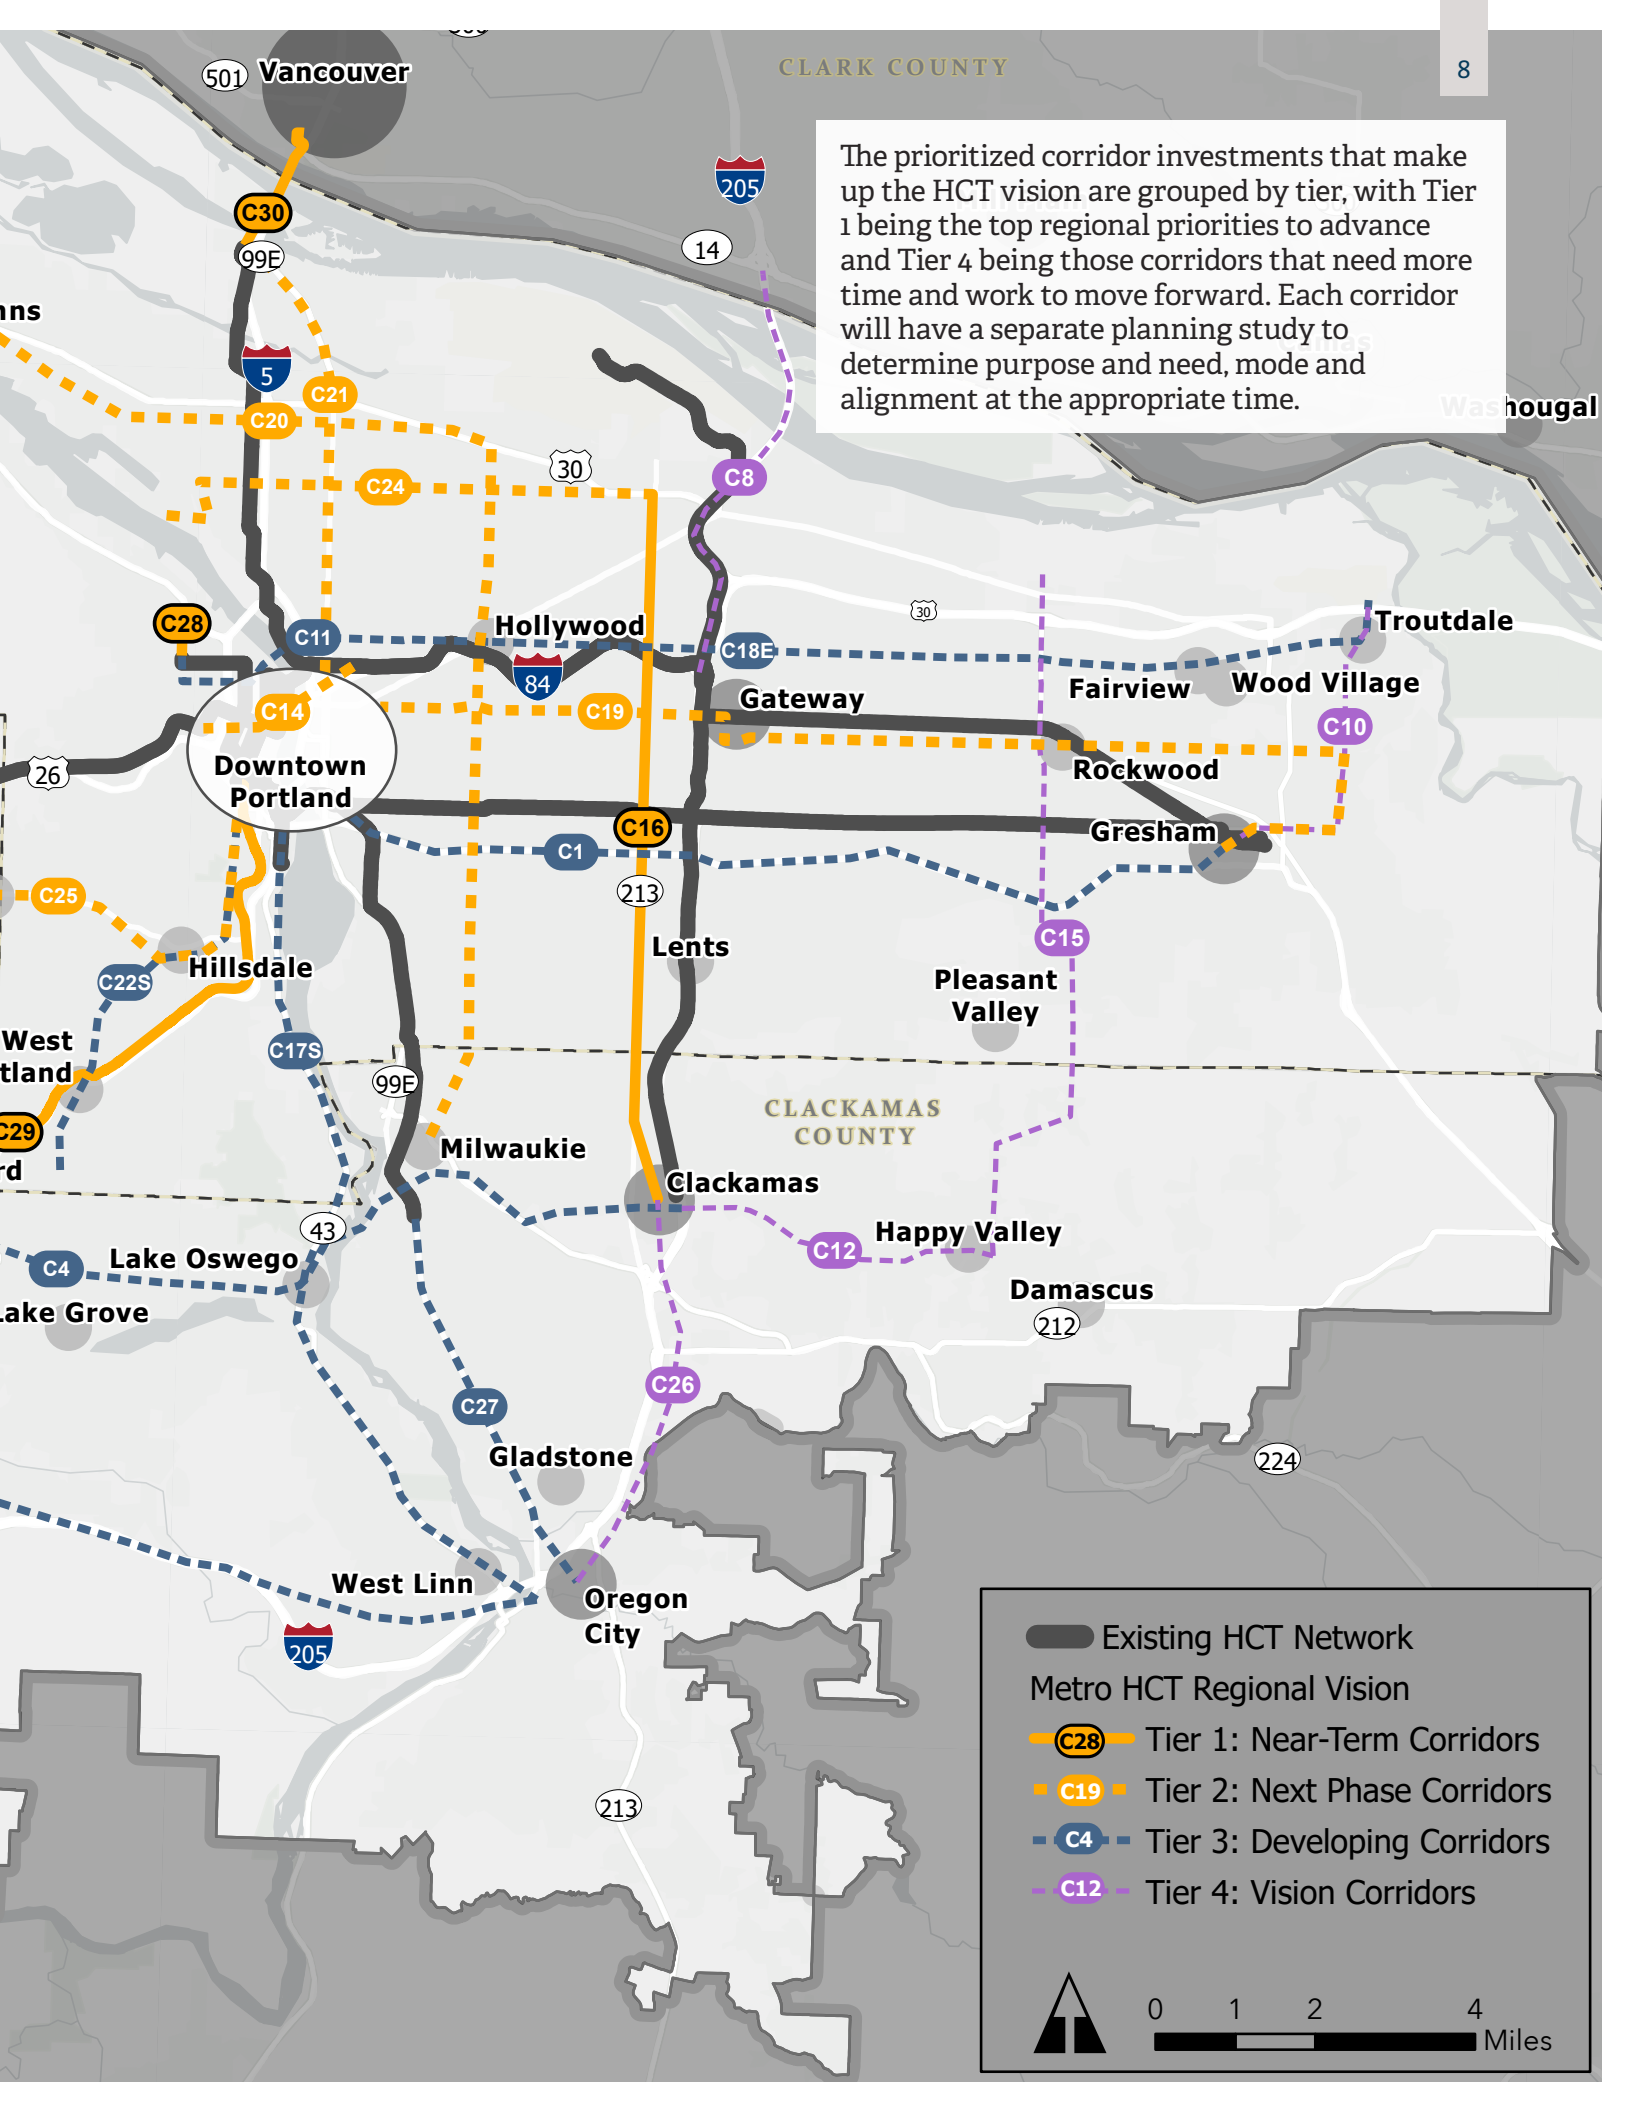 8
CLARK COUNTY
501
Vancouver
The prioritized corridor investments that make
up the HCT vision are grouped by tier, with Tier
1 being the top regional priorities to advance
and Tier 4 being those corridors that need more
time and work to move forward. Each corridor
will have a separate planning study to
determine purpose and need, mode and
alignment at the appropriate time.
205
C30
14
99E
nns
5
C21
Washougal
C20
30
C8
C24
30
C28
Hollywood
Troutdale
C11
C18E
84
Fairview
Wood Village
Gateway
C14
C19
C10
26
Downtown
Portland
Rockwood
C16
Gresham
C1
C25
213
Lents
C15
Hillsdale
C22S
Pleasant
Valley
West
tland
C17S
99E
CLACKAMAS
COUNTY
C29
rd
Milwaukie
Clackamas
43
Happy Valley
C12
Lake Oswego
C4
Damascus
Lake Grove
212
C26
C27
Gladstone
224
West Linn
Oregon
City
205
213
Existing HCT Network
Metro HCT Regional Vision
C28 Tier 1: Near-Term Corridors
C19 Tier 2: Next Phase Corridors
C4 Tier 3: Developing Corridors
C12 Tier 4: Vision Corridors
0 1 2 4
Miles